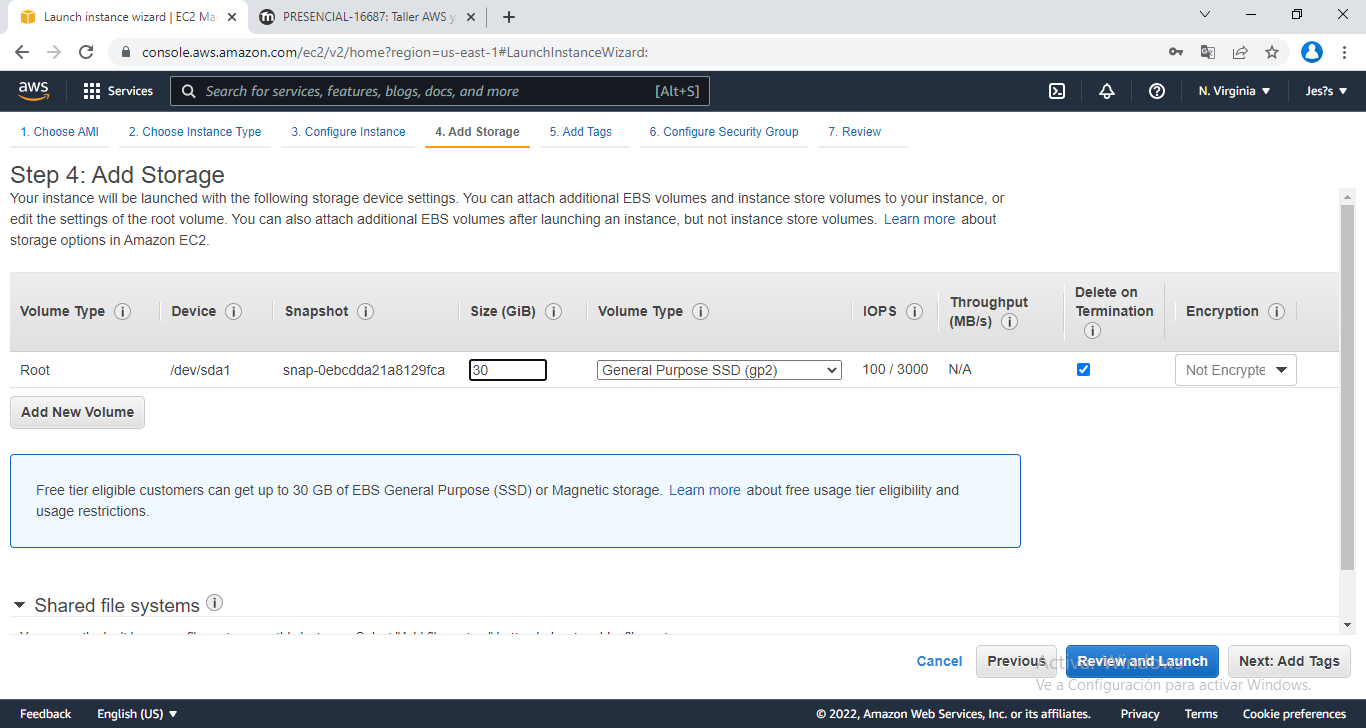 Launch instance wizard | EC2 Ma
PRESENCIAL-16687: Taller AWS y
console.aws.amazon.com/ec2/v2/home?region=us-east-1#LaunchInstanceWizard:
aws
Services
Search for services, features, blogs, docs, and more
[Alt+S]
N. Virginia
Jes?s
1. Choose AMI
2. Choose Instance Type
3. Configure Instance
4. Add Storage
5. Add Tags
6. Configure Security Group
7. Review
Step 4: Add Storage
Your instance will be launched with the following storage device settings. You can attach additional EBS volumes and instance store volumes to your instance, or
edit the settings of the root volume. You can also attach additional EBS volumes after launching an instance, but not instance store volumes. Learn more about
storage options in Amazon EC2.
Volume Type
Device
Snapshot
Size (GiB)
Volume Type
IOPS
Throughput
(MB/s)
Delete on
Termination
Encryption
Root
/dev/sda1
snap-0ebcdda21a8129fca
30
General Purpose SSD (gp2)
100 / 3000
N/A
Not Encrypte
Add New Volume
Free tier eligible customers can get up to 30 GB of EBS General Purpose (SSD) or Magnetic storage. Learn more about free usage tier eligibility and
usage restrictions.
Shared file systems
Cancel
Previous
Review and Launch
Next: Add Tags
Activar Windows
Ve a Configuración para activar Windows.
Feedback
English (US)
© 2022, Amazon Web Services, Inc. or its affiliates.
Privacy
Terms
Cookie preferences